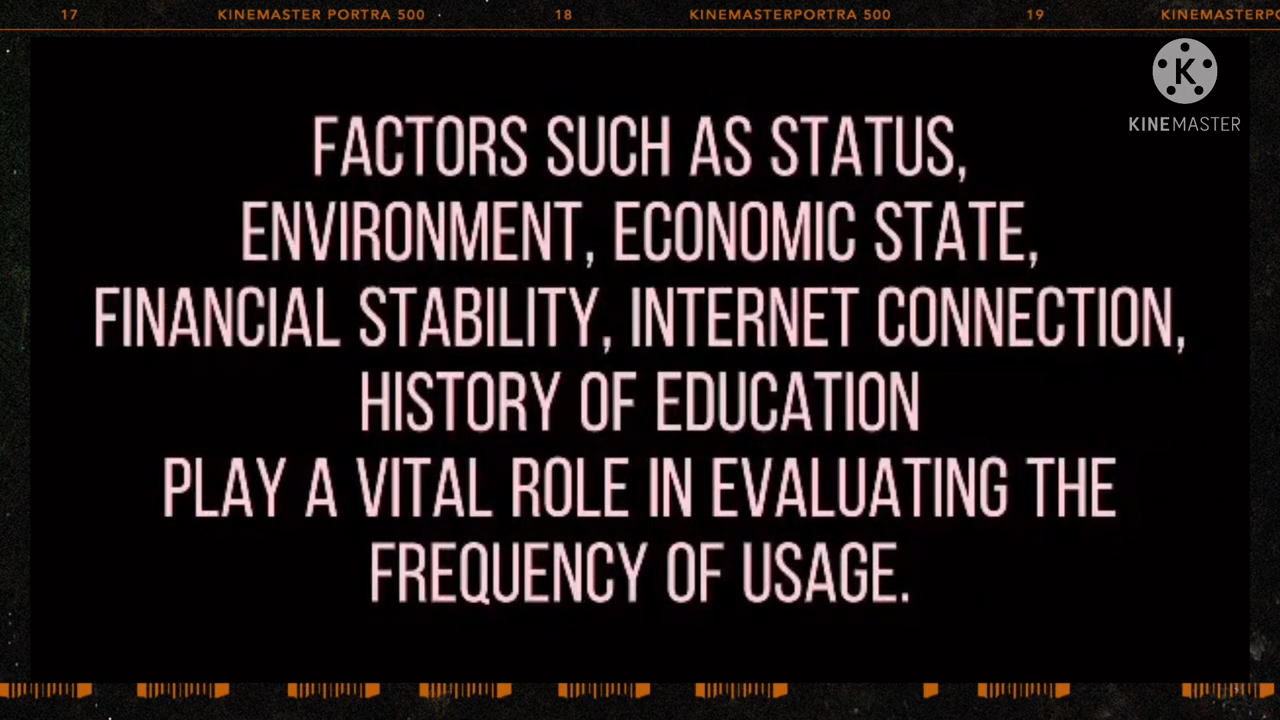 17 KINEMASTER PORTRA 500 18 KINEMASTERPORTRA 500 19 KINEMASTERPO
K
KINEMASTER
FACTORS SUCH AS STATUS,
ENVIRONMENT, ECONOMIC STATE,
FINANCIAL STABILITY, INTERNET CONNECTION,
HISTORY OF EDUCATION
PLAY A VITAL ROLE IN EVALUATING THE
FREQUENCY OF USAGE.